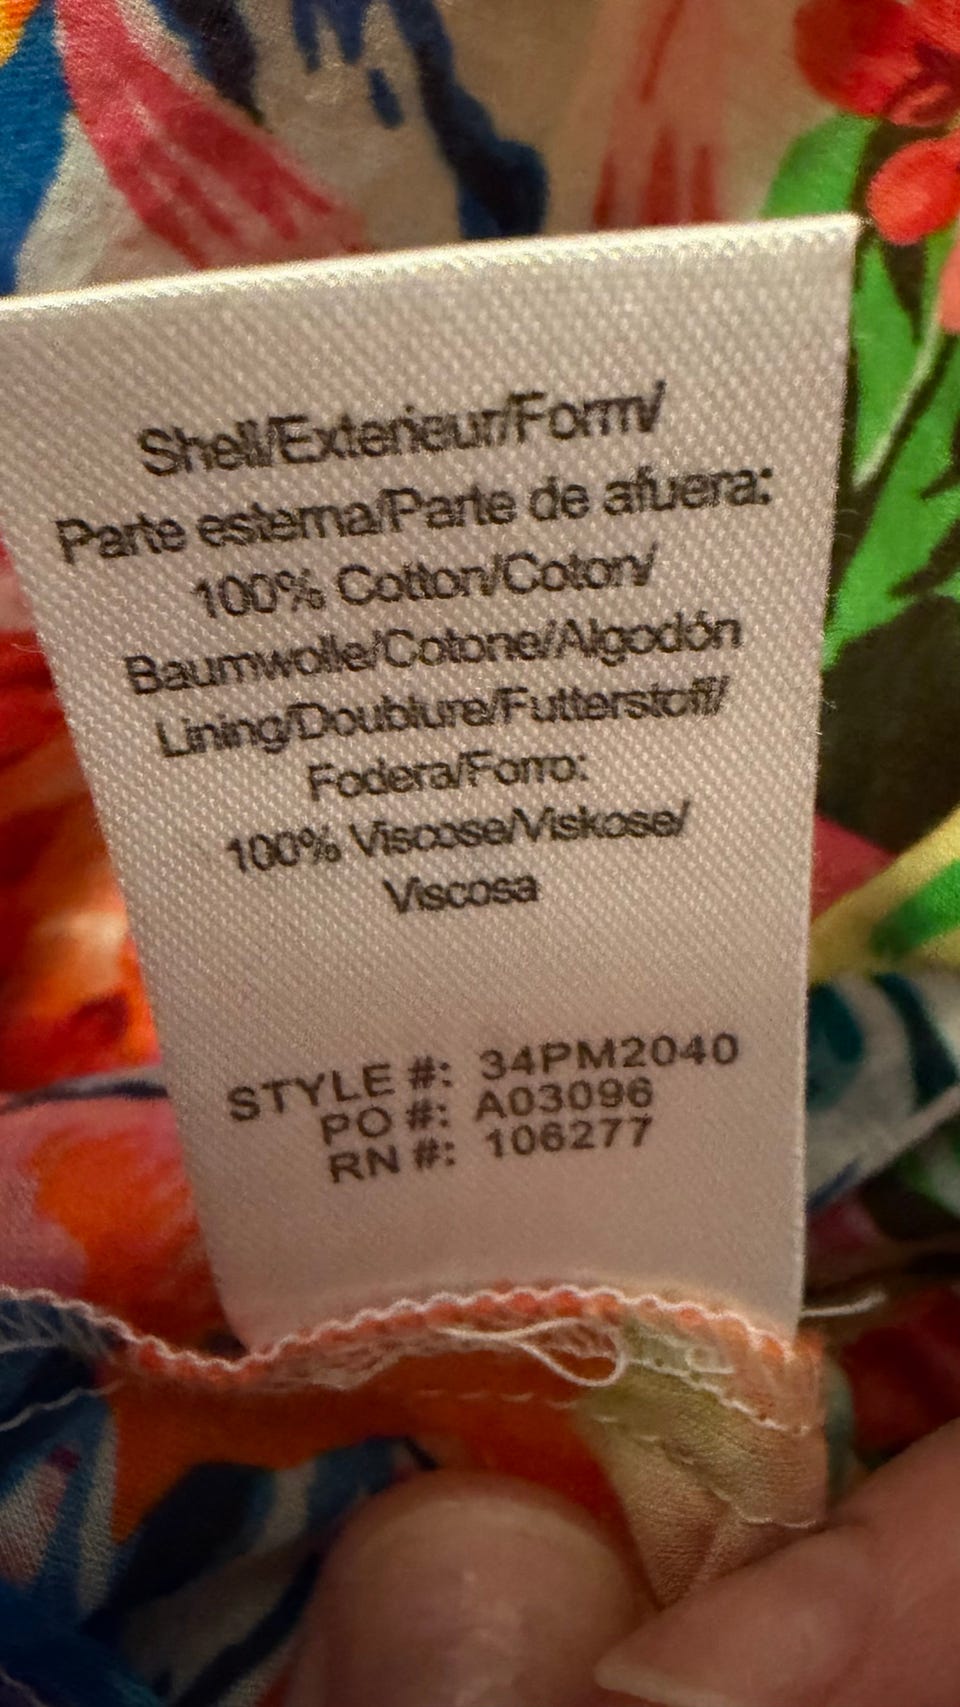 Shell/Exterieur/Form/
Parte esterna/Parte de afuera:
100% Cotton/Coton/
Baumwolle/Cotone/Algodón
Lining/Doublure/Futterstoff/
Fodera/Forro:
100% Viscose/Viskose/
Viscosa
STYLE #: 34PM2040
PO #: A03096
RN #: 106277